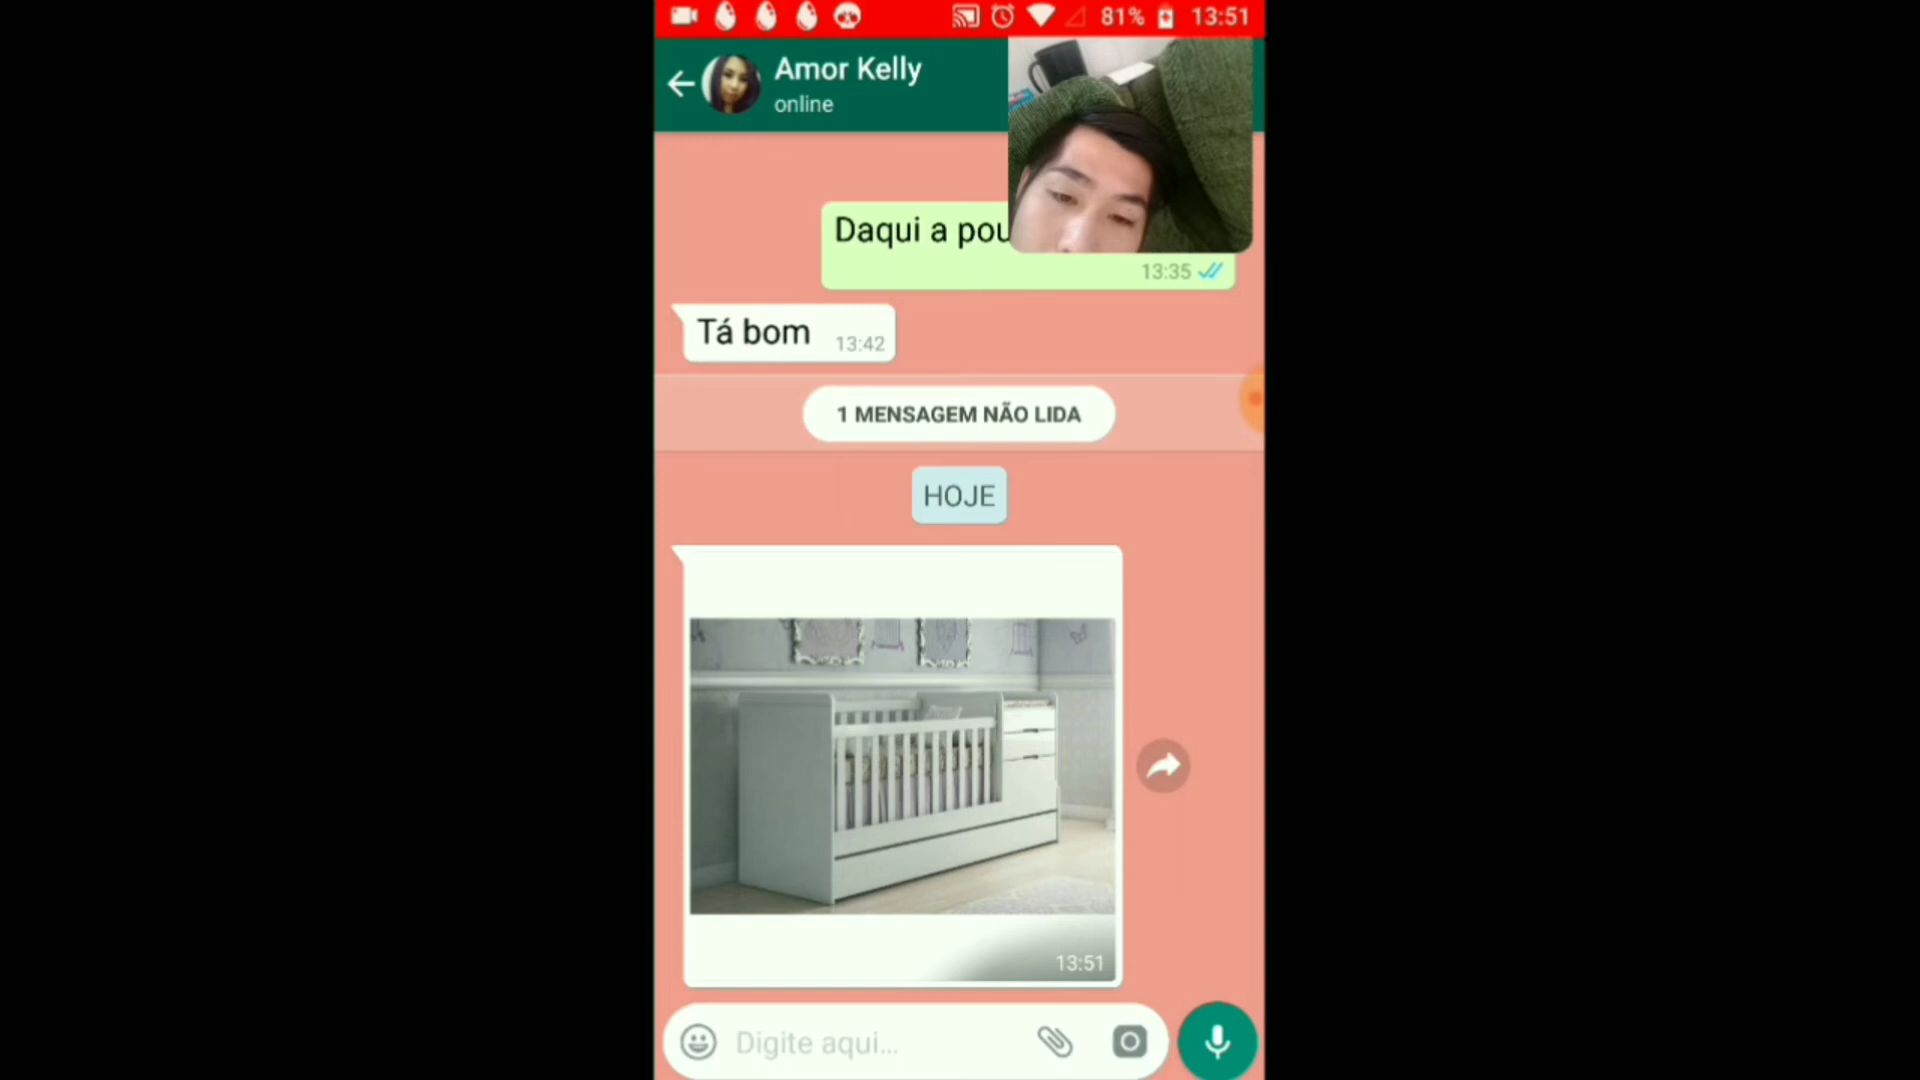 81% 13:51
Amor Kelly
online
Daqui a pou
13:35
Tá bom 13:42
1 MENSAGEM NÃO LIDA
HOJE
13:51
Digite aqui...